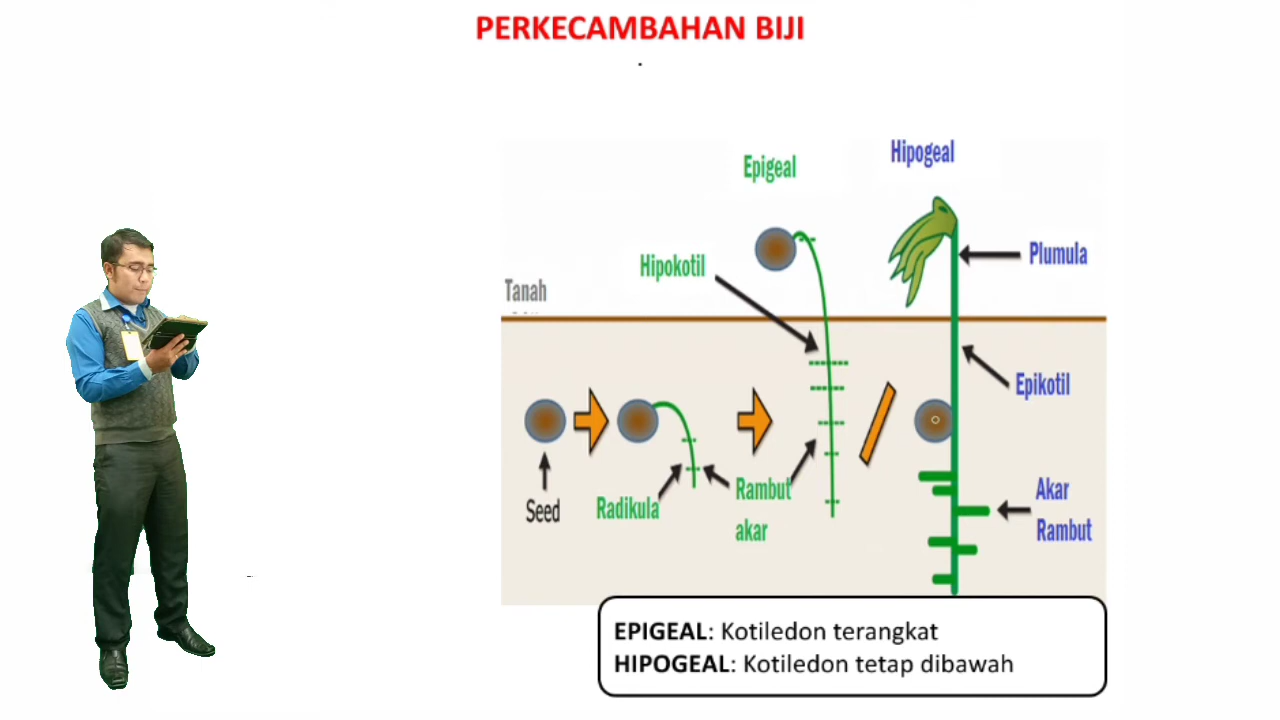 PERKECAMBAHAN BIJI
Epigeal
Hipogeal
Hipokotil
Plumula
Tanah
Epikotil
Seed
Radikula
Rambut
akar
Akar
Rambut
EPIGEAL: Kotiledon terangkat
HIPOGEAL: Kotiledon tetap dibawah